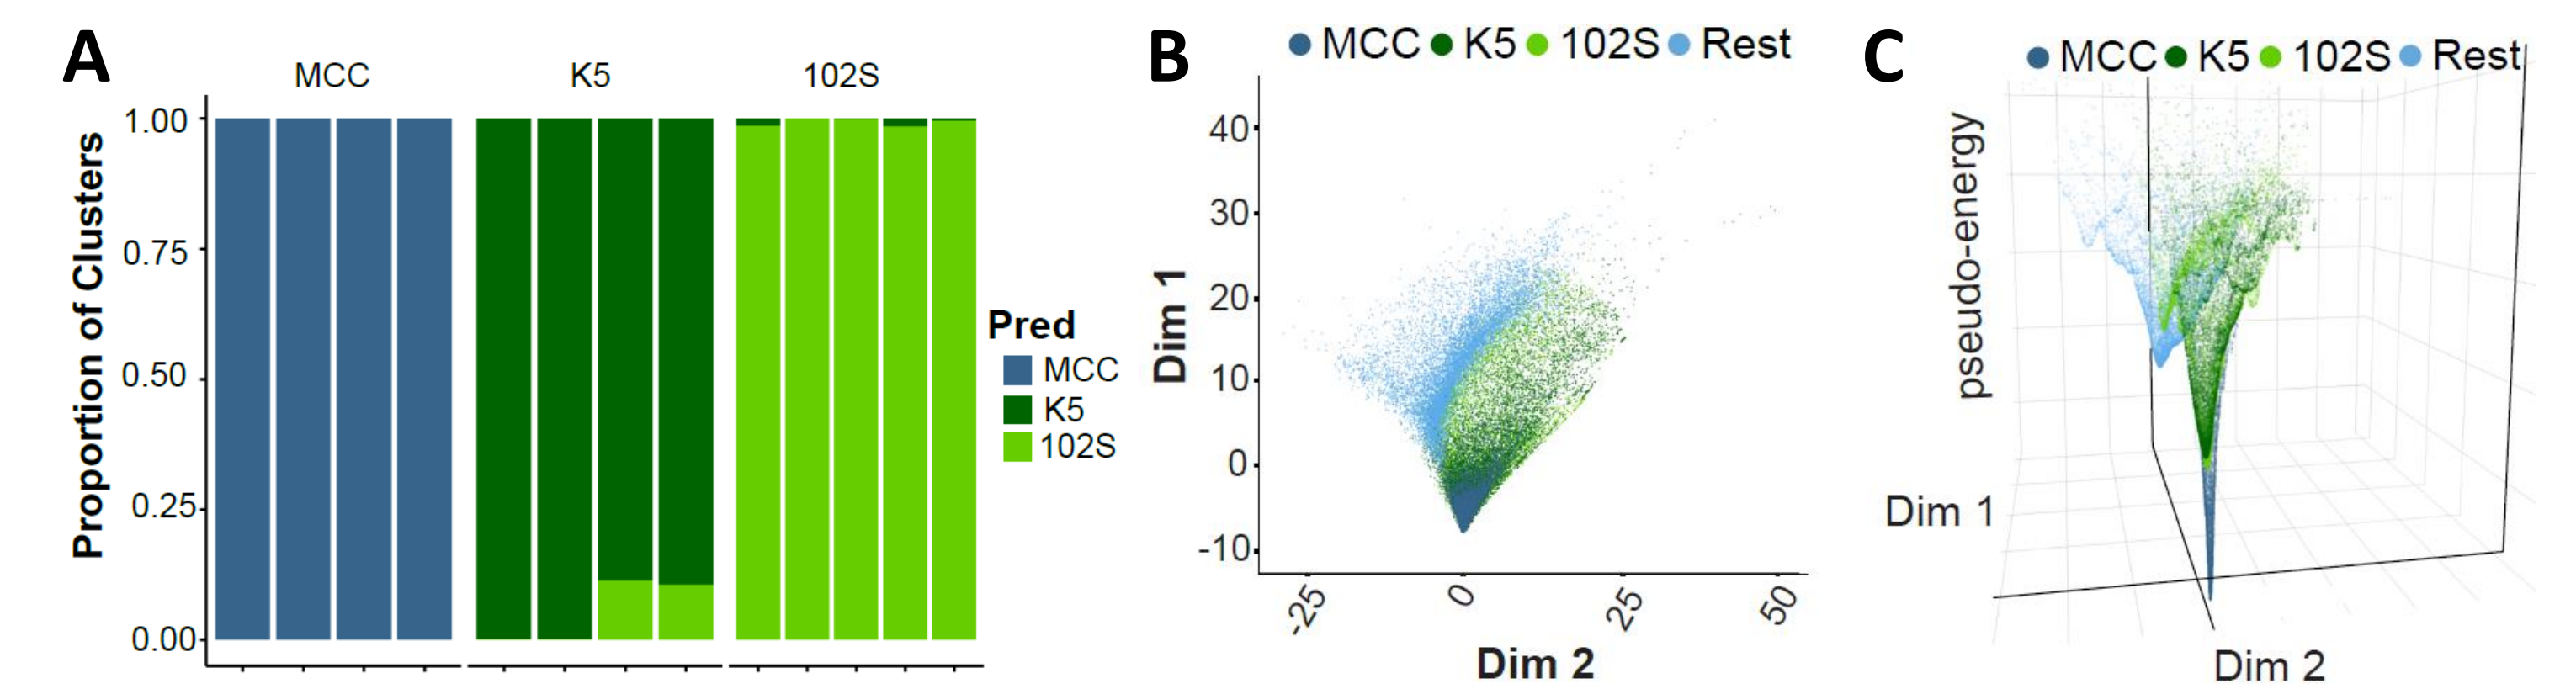 A
MCC K5 102S
Proportion of Clusters
1.00
0.75
0.50
0.25
0.00
Pred
MCC
K5
102S
B
MCC K5 102S Rest
Dim 1
40
30
20
10
0
-10
-25 0 25 50
Dim 2
C
MCC K5 102S Rest
pseudo-energy
Dim 1
Dim 2